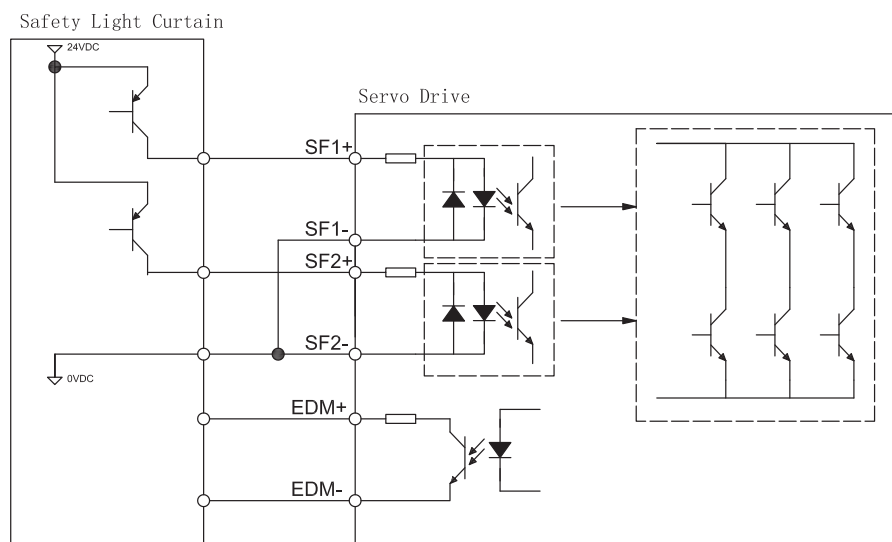 Safety Light Curtain
24VDC
Servo Drive
SF1+
SF1-
SF2+
SF2-
0VDC
EDM+
EDM-